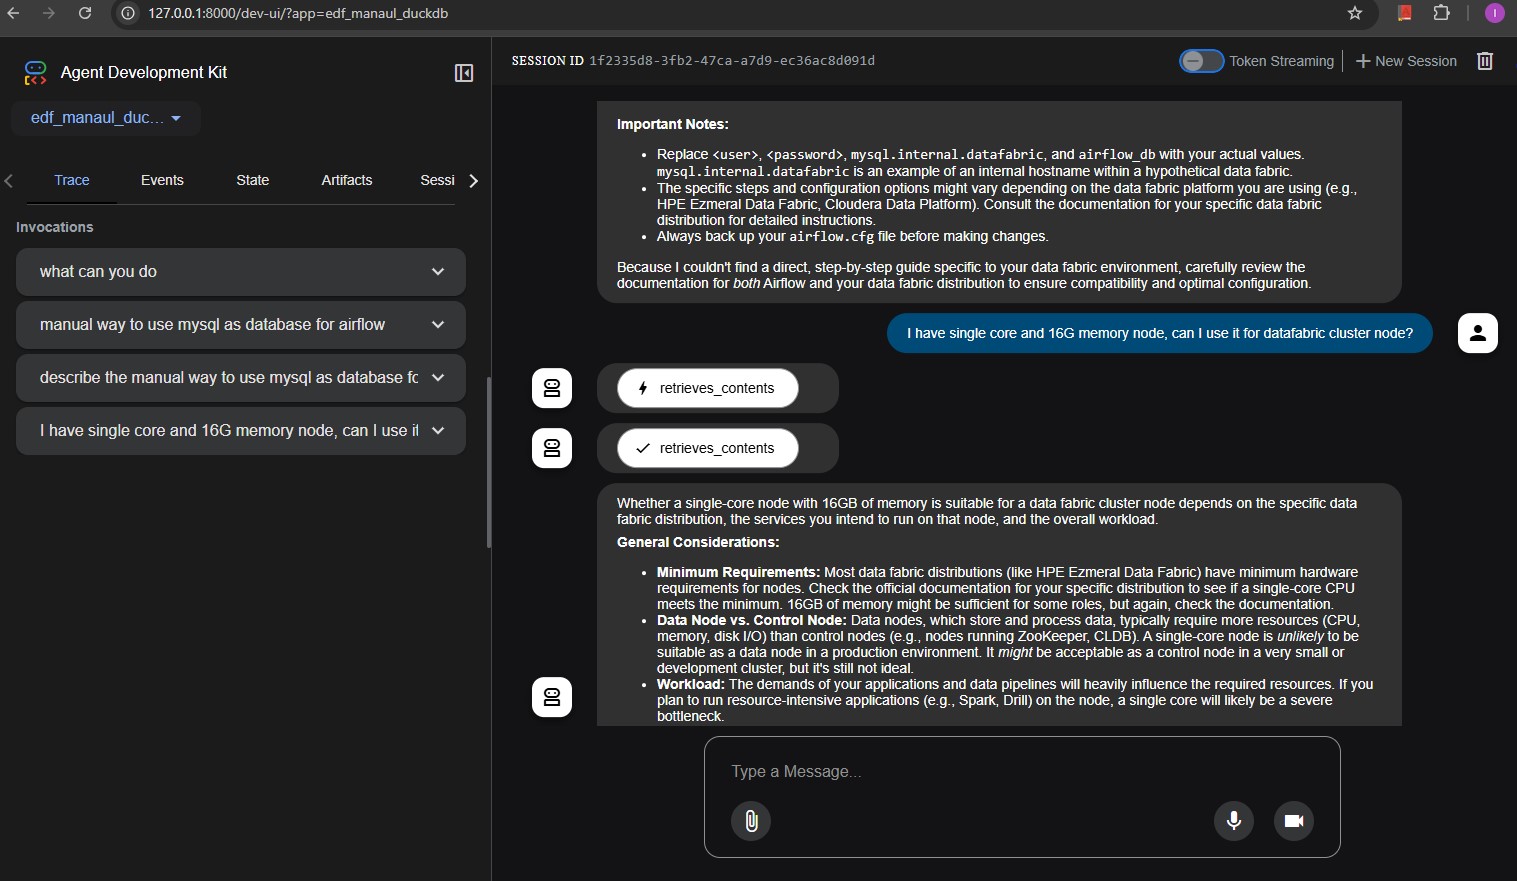 127.0.0.1:8000/dev-ui/?app=edf_manaul_duckdb
I
Agent Development Kit
edf_manaul_duc...
Trace
Events
State
Artifacts
Sessi
Invocations
what can you do
manual way to use mysql as database for airflow
describe the manual way to use mysql as database fc
I have single core and 16G memory node, can I use it
SESSION ID 1f2335d8-3fb2-47ca-a7d9-ec36ac8d091d
Token Streaming
New Session
Important Notes:
• Replace <user>, <password>, mysql.internal.datafabric, and airflow_db with your actual values.
mysql.internal.datafabric is an example of an internal hostname within a hypothetical data fabric.
• The specific steps and configuration options might vary depending on the data fabric platform you are using (e.g.,
HPE Ezmeral Data Fabric, Cloudera Data Platform). Consult the documentation for your specific data fabric
distribution for detailed instructions.
• Always back up your airflow.cfg file before making changes.
Because I couldn't find a direct, step-by-step guide specific to your data fabric environment, carefully review the
documentation for both Airflow and your data fabric distribution to ensure compatibility and optimal configuration.
I have single core and 16G memory node, can I use it for datafabric cluster node?
retrieves_contents
retrieves_contents
Whether a single-core node with 16GB of memory is suitable for a data fabric cluster node depends on the specific data
fabric distribution, the services you intend to run on that node, and the overall workload.
General Considerations:
• Minimum Requirements: Most data fabric distributions (like HPE Ezmeral Data Fabric) have minimum hardware
requirements for nodes. Check the official documentation for your specific distribution to see if a single-core CPU
meets the minimum. 16GB of memory might be sufficient for some roles, but again, check the documentation.
• Data Node vs. Control Node: Data nodes, which store and process data, typically require more resources (CPU,
memory, disk I/O) than control nodes (e.g., nodes running ZooKeeper, CLDB). A single-core node is unlikely to be
suitable as a data node in a production environment. It might be acceptable as a control node in a very small or
development cluster, but it's still not ideal.
• Workload: The demands of your applications and data pipelines will heavily influence the required resources. If you
plan to run resource-intensive applications (e.g., Spark, Drill) on the node, a single core will likely be a severe
bottleneck.
Type a Message...